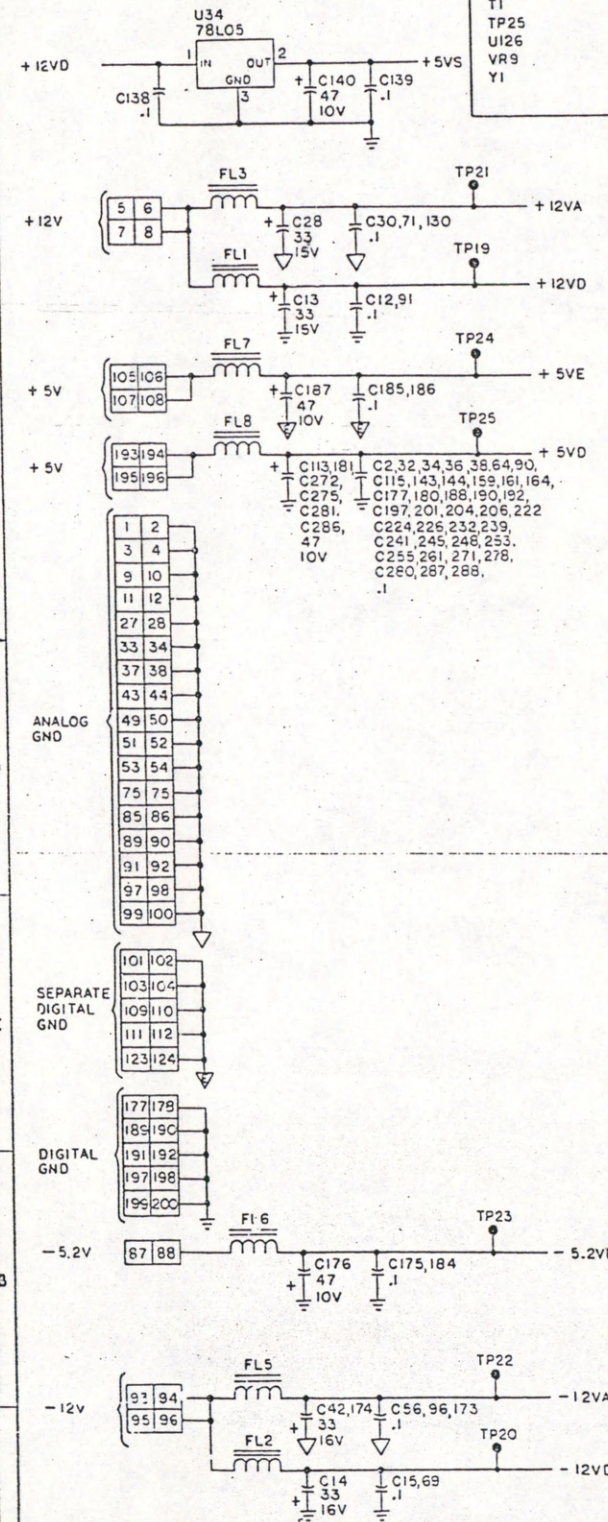 T1
TP25
U126
VR9
Y1
U34
78L05
+12VD
1
IN
OUT
2
GND
3
+5VS
C138
.1
+ C140
47
10V
C139
.1
+12V
5 6
7 8
FL3
TP21
+12VA
+ C28
33
15V
C30,71,130
.1
FL1
TP19
+12VD
+ C13
33
15V
C12,91
.1
+5V
105 106
107 108
FL7
TP24
+5VE
+ C187
47
10V
C185,186
.1
E
E
+5V
193 194
195 196
FL8
TP25
+5VD
+ C113,181
C272,
C275,
C281.
C286,
47
10V
C2,32,34,36,38,64,90,
C115,143,144,159,161,164,
C177,180,188,190,192,
C197,201,204,206,222
C224,226,232,239,
C241,245,248,253.
C255,261,271,278,
C280,287,288,
.1
ANALOG
GND
1 2
3 4
9 10
11 12
27 28
33 34
37 38
43 44
49 50
51 52
53 54
75 75
85 86
89 90
91 92
97 98
99 100
SEPARATE
DIGITAL
GND
101 102
103 104
109 110
111 112
123 124
E
DIGITAL
GND
177 178
189 190
191 192
197 198
199 200
-5.2V
87 88
FL6
TP23
-5.2V
+ C176
47
10V
C175,184
.1
3
-12V
93 94
95 96
FL5
TP22
-12VA
+ C42,174
33
16V
C56,96,173
.1
FL2
TP20
-12VD
+ C14
33
16V
C15,69
.1